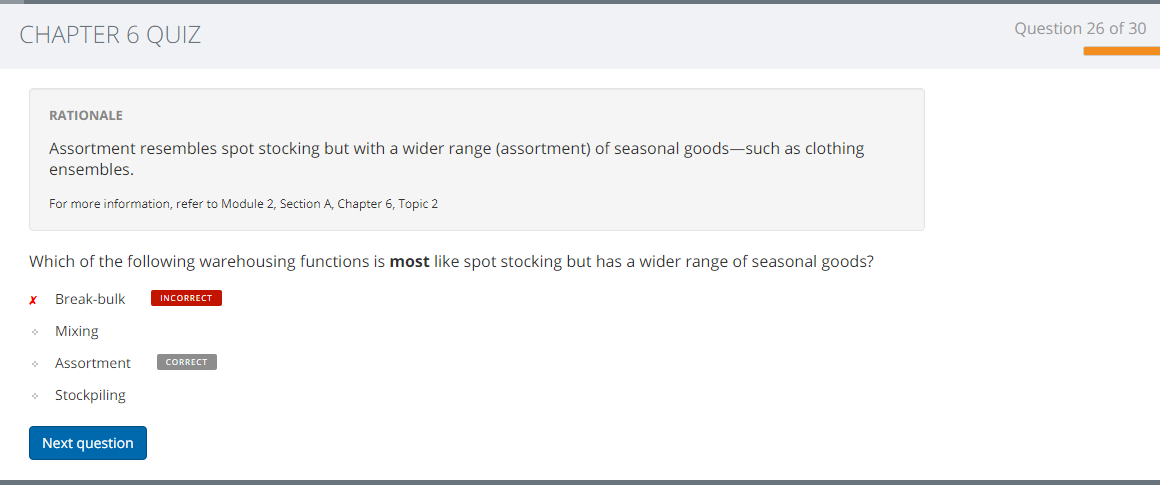 CHAPTER 6 QUIZ
Question 26 of 30
RATIONALE
Assortment resembles spot stocking but with a wider range (assortment) of seasonal goods—such as clothing
ensembles.
For more information, refer to Module 2, Section A, Chapter 6, Topic 2
Which of the following warehousing functions is most like spot stocking but has a wider range of seasonal goods?
✗ Break-bulk INCORRECT
Mixing
Assortment CORRECT
Stockpiling
Next question